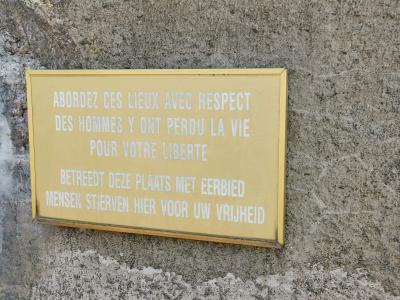 ABORDEZ CES LIEUX AVEC RESPECT
DES HOMMES Y ONT PERDU LA VIE
POUR VOTRE LIBERTE
BETREEDT DEZE PLAATS MET EERBIED
MENSEN STIERVEN HIER VOOR UW VRIJHEID